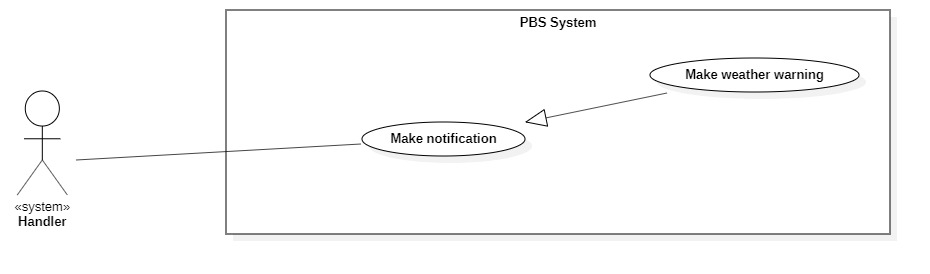 PBS System
Make weather warning
Make notification
«system»
Handler